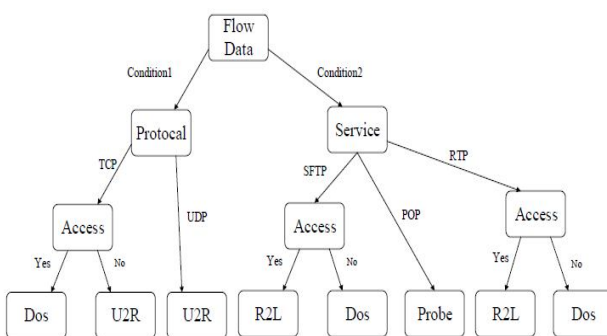 Flow
Data
Condition1
Condition2
Protocal
Service
TCP
UDP
SFTP
POP
RTP
Access
Access
Access
Yes
No
Yes
No
Yes
No
Dos
U2R
U2R
R2L
Dos
Probe
R2L
Dos